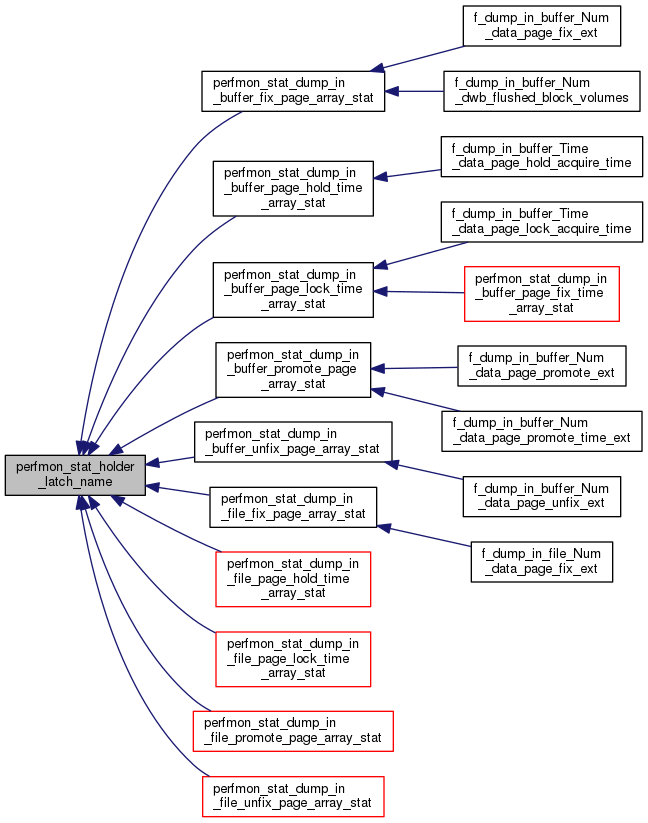 f_dump_in_buffer_Num
_data_page_fix_ext
perfmon_stat_dump_in
_buffer_fix_page_array_stat
f_dump_in_buffer_Num
_dwb_flushed_block_volumes
f_dump_in_buffer_Time
_data_page_hold_acquire_time
perfmon_stat_dump_in
_buffer_page_hold_time
_array_stat
f_dump_in_buffer_Time
_data_page_lock_acquire_time
perfmon_stat_dump_in
_buffer_page_lock_time
_array_stat
perfmon_stat_dump_in
_buffer_page_fix_time
_array_stat
perfmon_stat_dump_in
_buffer_promote_page
_array_stat
f_dump_in_buffer_Num
_data_page_promote_ext
f_dump_in_buffer_Num
_data_page_promote_time_ext
perfmon_stat_dump_in
_buffer_unfix_page_array_stat
perfmon_stat_holder
_latch_name
f_dump_in_buffer_Num
_data_page_unfix_ext
perfmon_stat_dump_in
_file_fix_page_array_stat
f_dump_in_file_Num
_data_page_fix_ext
perfmon_stat_dump_in
_file_page_hold_time
_array_stat
perfmon_stat_dump_in
_file_page_lock_time
_array_stat
perfmon_stat_dump_in
_file_promote_page_array_stat
perfmon_stat_dump_in
_file_unfix_page_array_stat